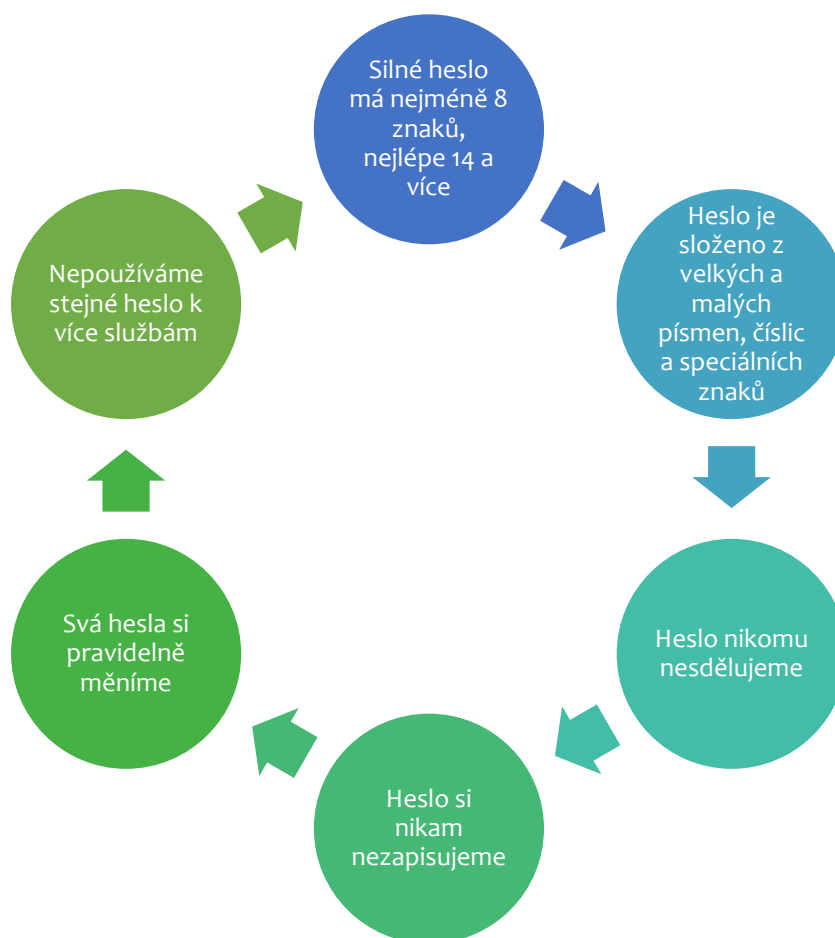 Silné heslo
má nejméně 8
znaků,
nejlépe 14 a
více
Heslo je
složeno z
velkých a
malých
písmen, číslic
a speciálních
znaků
Heslo nikomu
nesdělujeme
Heslo si
nikam
nezapisujeme
Svá hesla si
pravidelně
měníme
Nepoužíváme
stejné heslo k
více službám